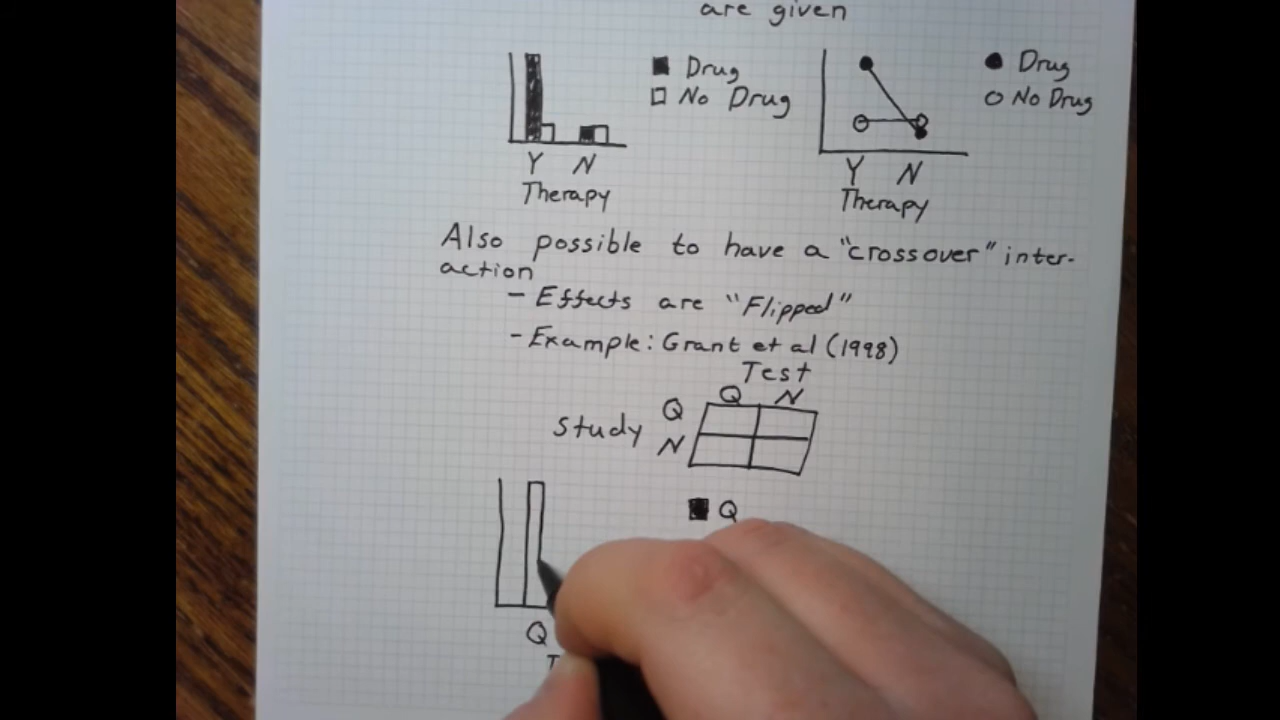 are given
Drug
No Drug
Y N
Therapy
Drug
No Drug
Y N
Therapy
Also possible to have a "crossover" inter-
action
- Effects are "Flipped"
- Example: Grant et al (1998)
Test
Q N
Study Q
N
Q
Q